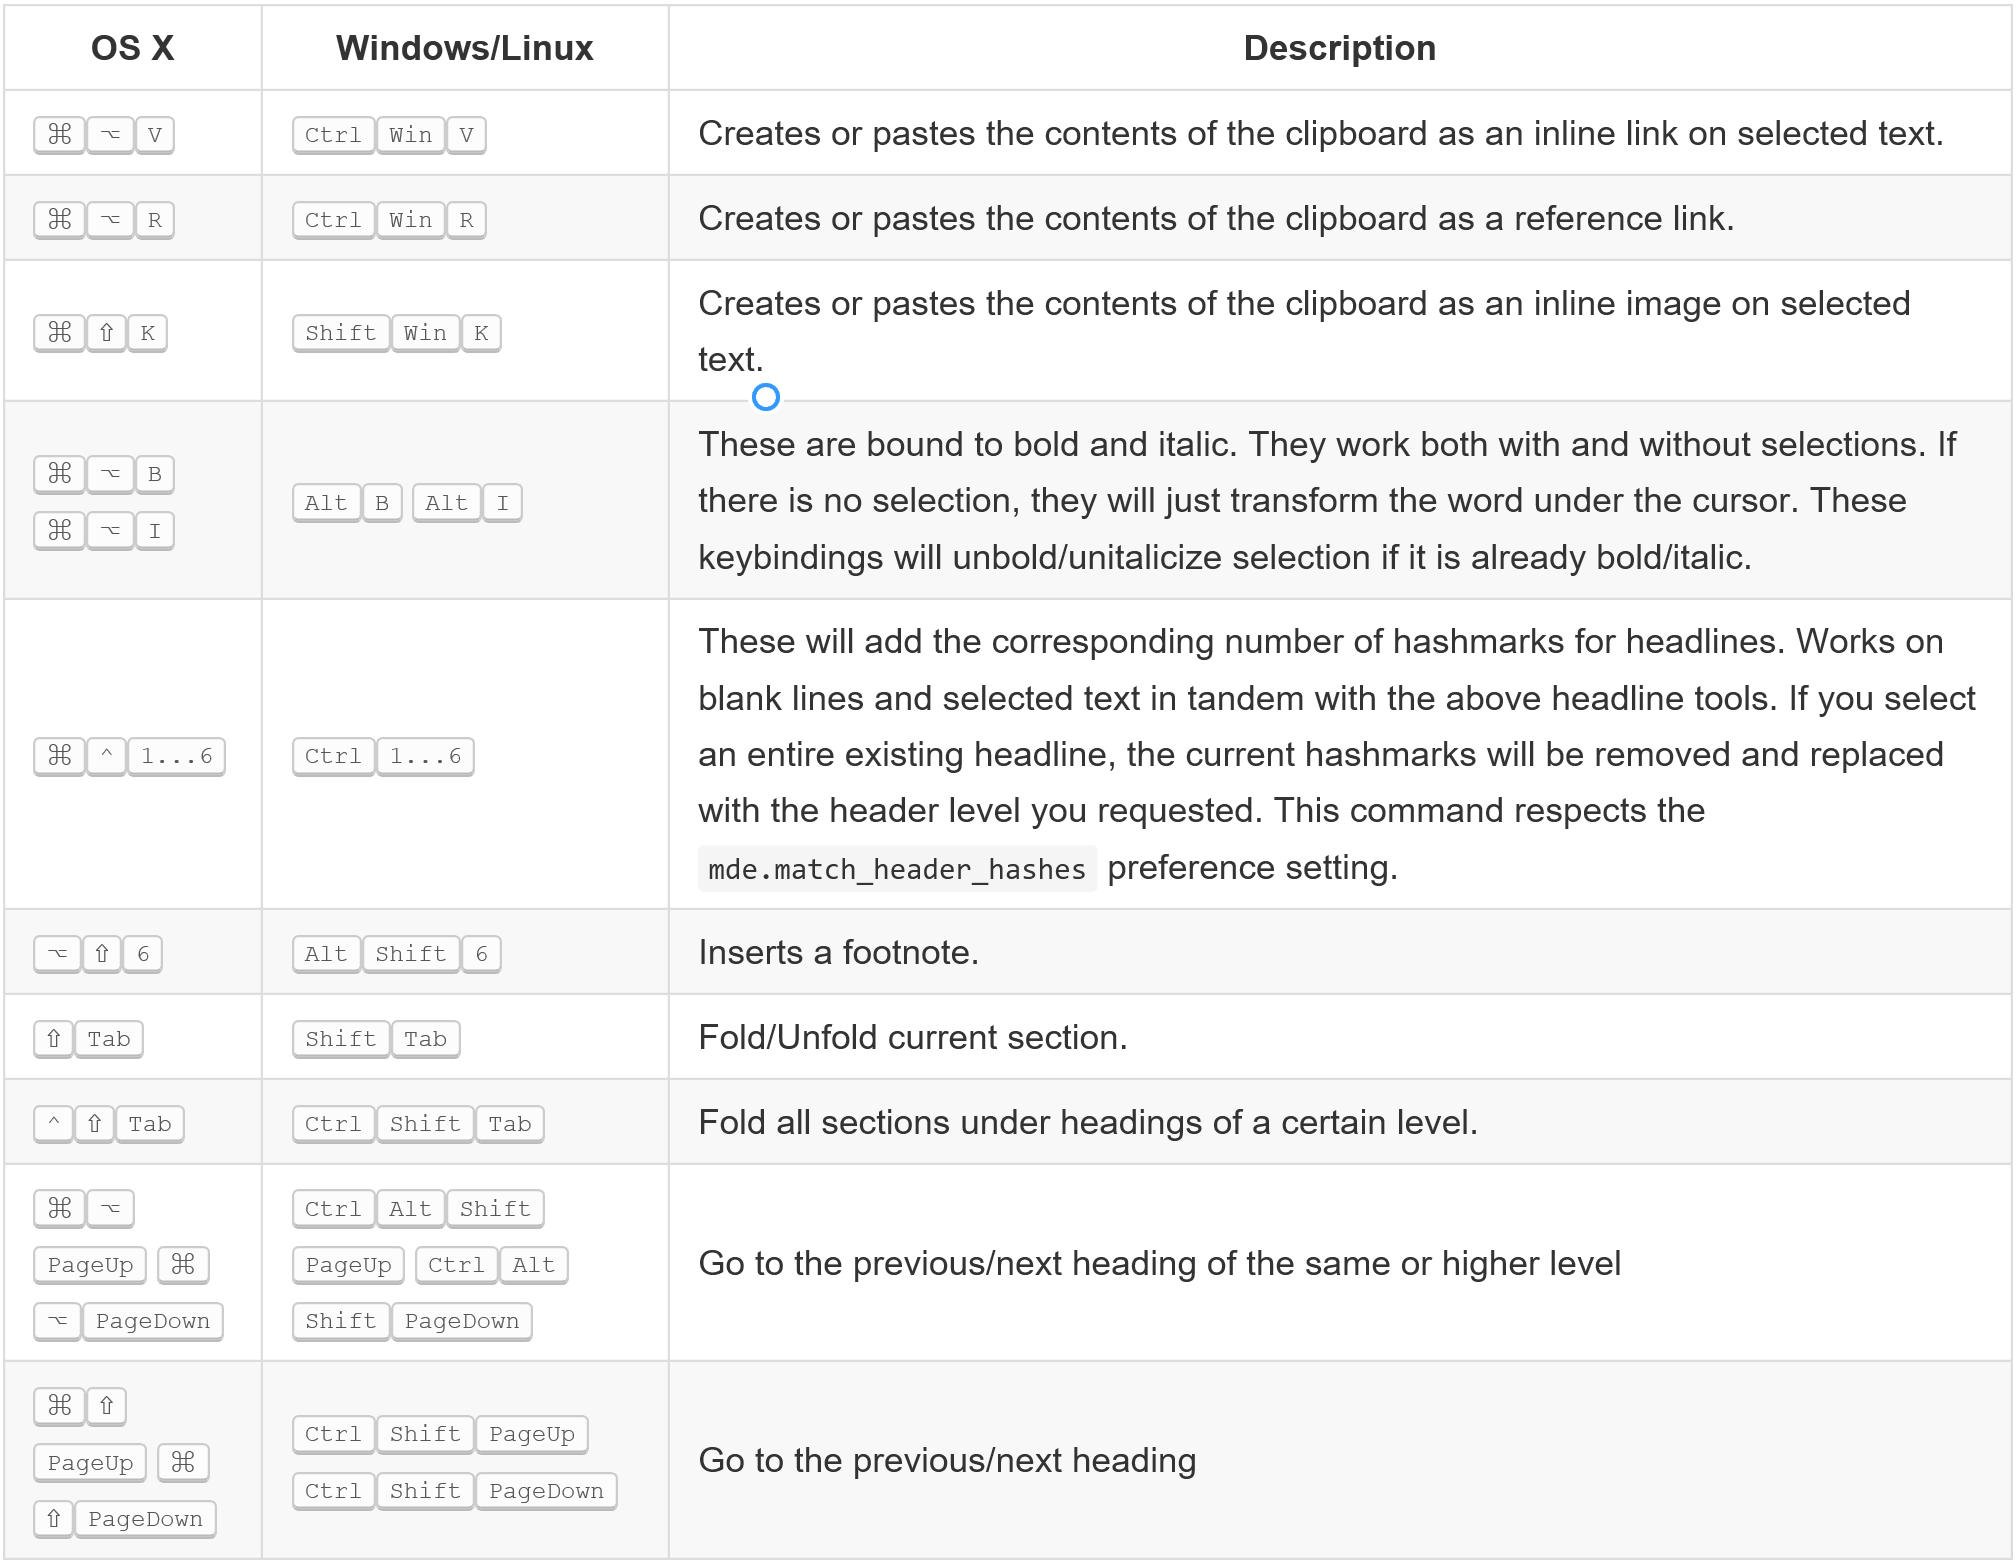 OS X Windows/Linux Description
⌘ ⌥ V Ctrl Win V Creates or pastes the contents of the clipboard as an inline link on selected text.
⌘ ⌥ R Ctrl Win R Creates or pastes the contents of the clipboard as a reference link.
⌘ ⇧ K Shift Win K Creates or pastes the contents of the clipboard as an inline image on selected
text.
⌘ ⌥ B
⌘ ⌥ I
Alt B Alt I
These are bound to bold and italic. They work both with and without selections. If
there is no selection, they will just transform the word under the cursor. These
keybindings will unbold/unitalicize selection if it is already bold/italic.
⌘ ^ 1...6 Ctrl 1...6
These will add the corresponding number of hashmarks for headlines. Works on
blank lines and selected text in tandem with the above headline tools. If you select
an entire existing headline, the current hashmarks will be removed and replaced
with the header level you requested. This command respects the
mde.match_header_hashes preference setting.
⌥ ⇧ 6 Alt Shift 6 Inserts a footnote.
⇧ Tab Shift Tab Fold/Unfold current section.
^ ⇧ Tab Ctrl Shift Tab Fold all sections under headings of a certain level.
⌘ ⌥
PageUp ⌘
⌥ PageDown
Ctrl Alt Shift
PageUp Ctrl Alt
Shift PageDown
Go to the previous/next heading of the same or higher level
⌘ ⇧
PageUp ⌘
⇧ PageDown
Ctrl Shift PageUp
Ctrl Shift PageDown
Go to the previous/next heading